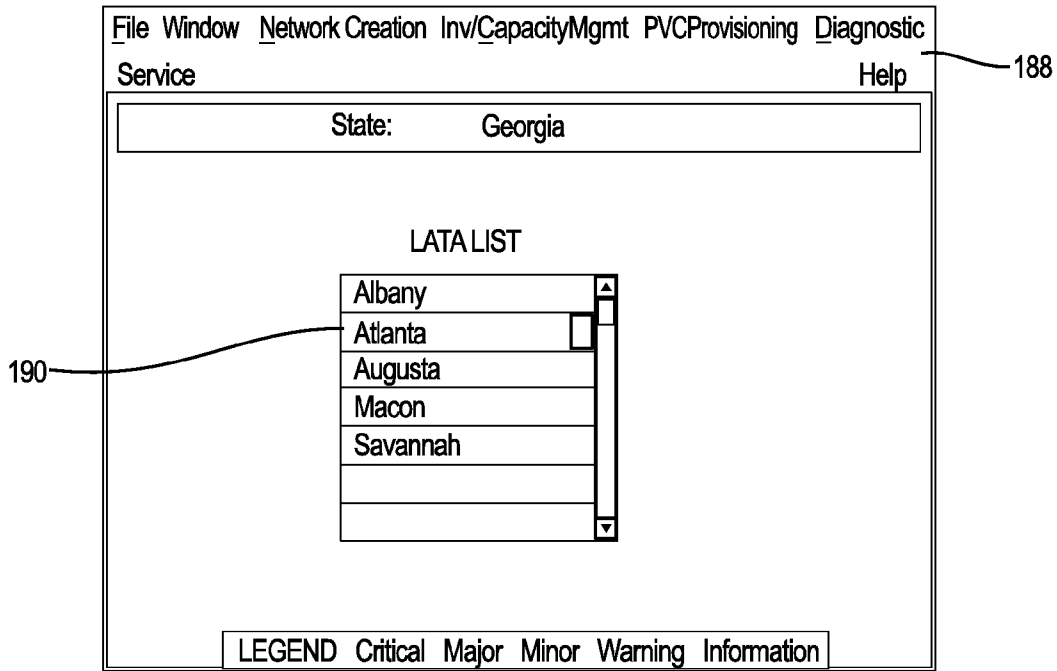 File Window Network Creation Inv/CapacityMgmt PVCProvisioning Diagnostic
Service Help
188
State: Georgia
LATA LIST
Albany
Atlanta
190
Augusta
Macon
Savannah
LEGEND Critical Major Minor Warning Information